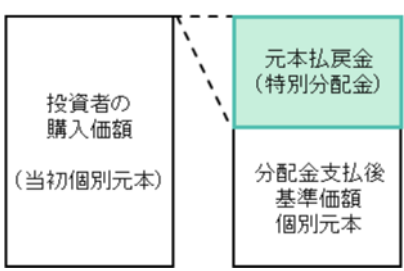 投資者の
購入価額
(当初個別元本)
元本払戻金
(特別分配金)
分配金支払後
基準価額
個別元本